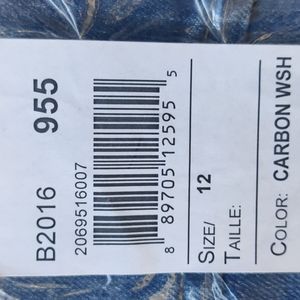 B2016 955
2069516007
8 89705 12595 5
SIZE/ 12
TAILLE:
COLOR: CARBON WSH